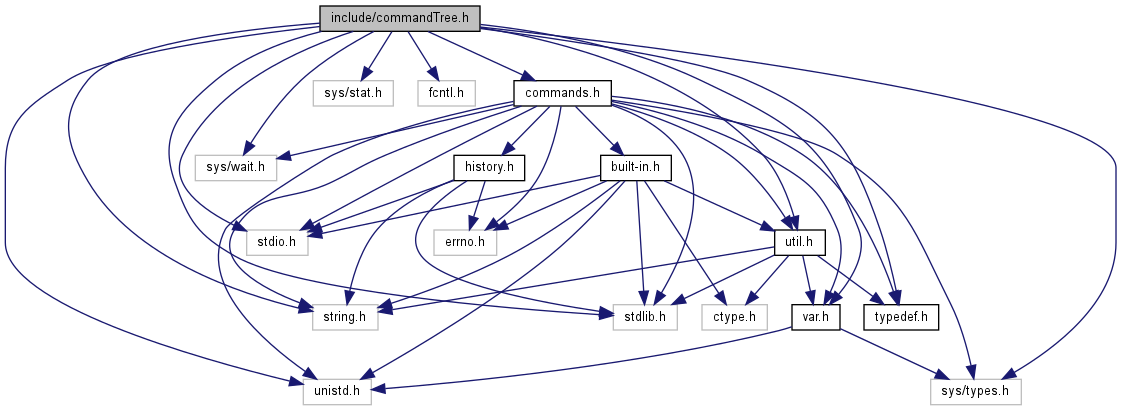 include/commandTree.h
sys/stat.h
fcntl.h
commands.h
sys/wait.h
history.h
built-in.h
stdio.h
errno.h
util.h
string.h
stdlib.h
ctype.h
var.h
typedef.h
unistd.h
sys/types.h